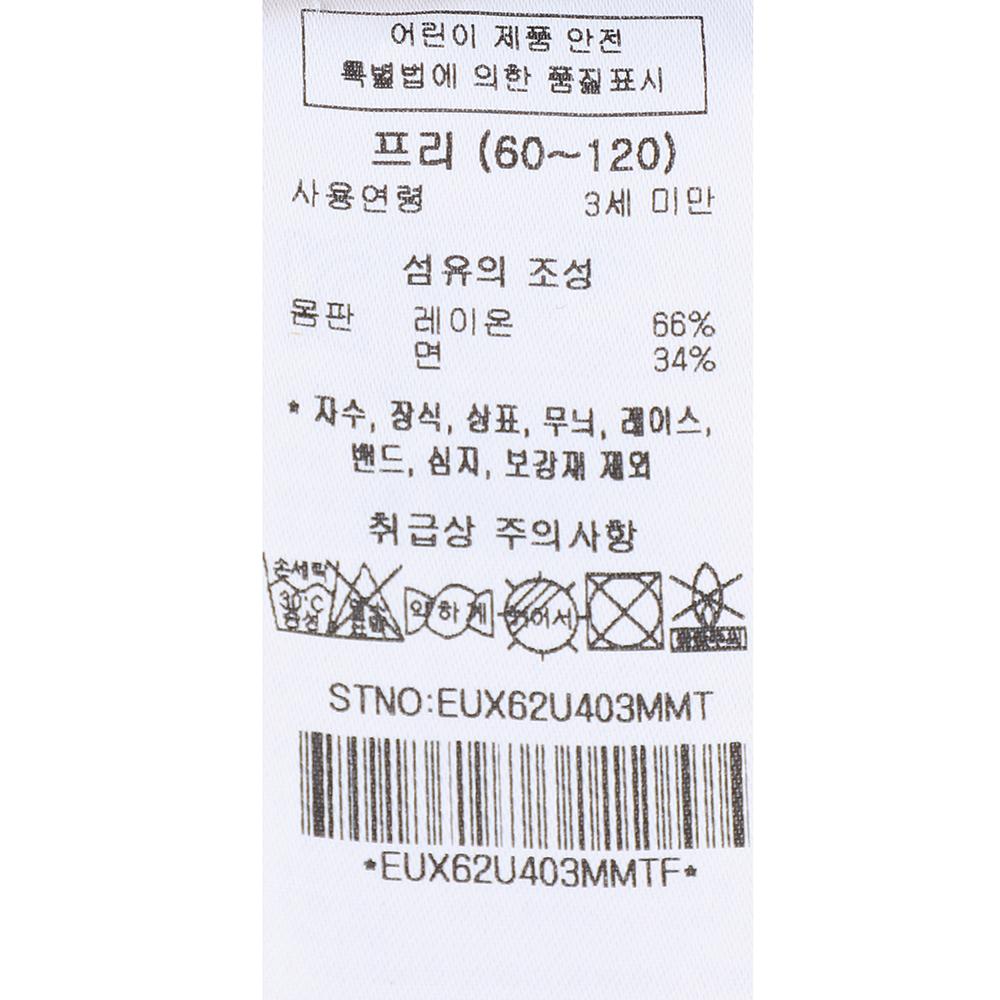 어린이 제품 안전
특별법에 의한 품질표시
프리 (60~120)
사용연령 3세 미만
섬유의 조성
몸판 레이온 66%
면 34%
* 자수, 장식, 상표, 무늬, 레이스,
밴드, 심지, 보강재 제외
취급상 주의사항
손세탁
30°C
중성
약하게
뉘어서
STNO:EUX62U403MMT
*EUX62U403MMTF*